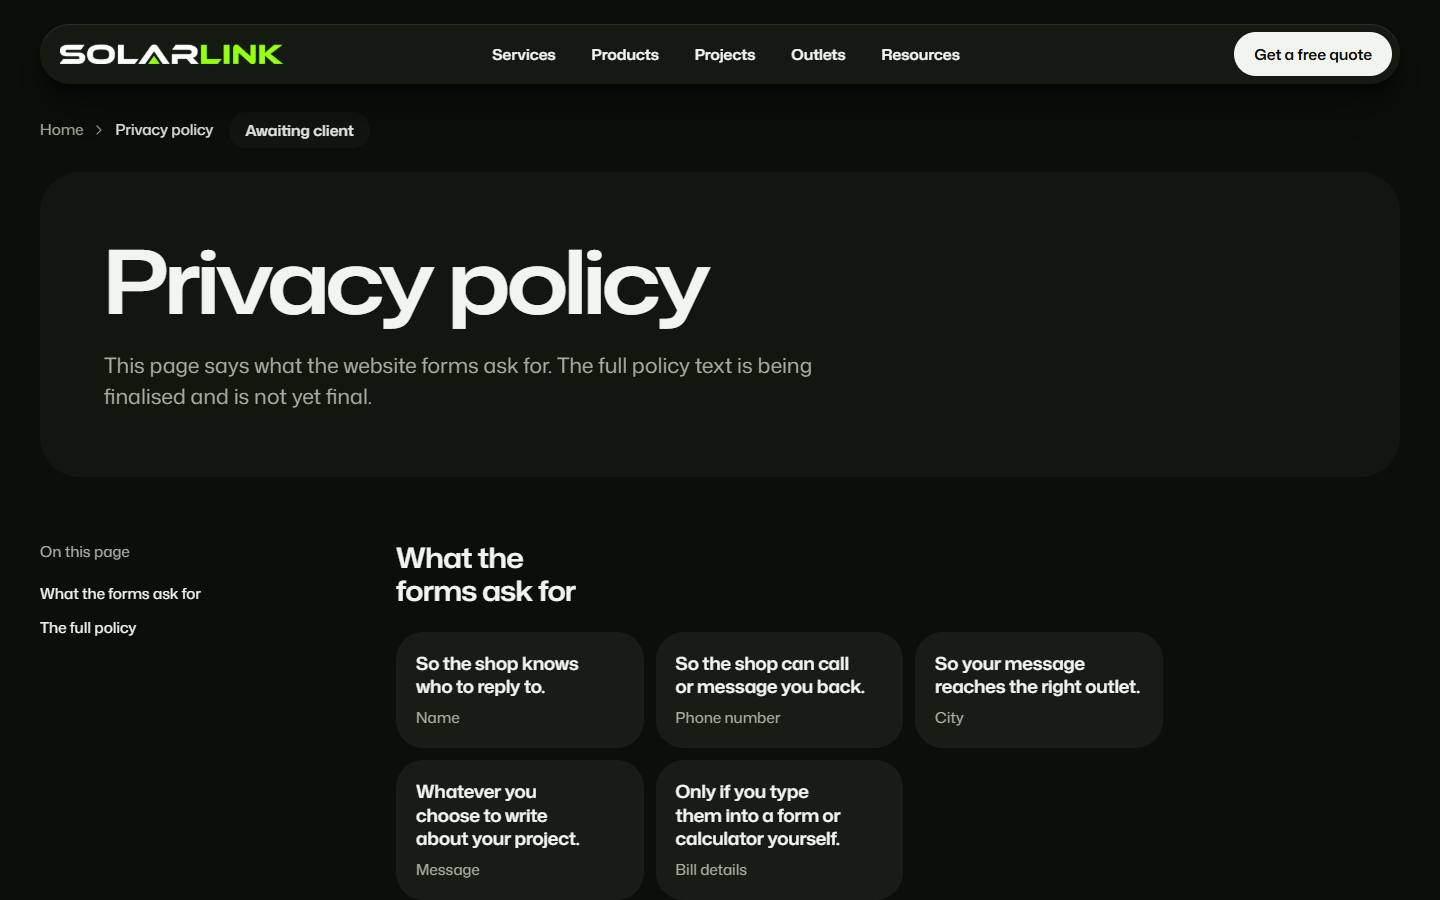 SOLARLINK
Services
Products
Projects
Outlets
Resources
Get a free quote
Home
Privacy policy
Awaiting client
Privacy policy
This page says what the website forms ask for. The full policy text is being
finalised and is not yet final.
On this page
What the forms ask for
The full policy
What the
forms ask for
So the shop knows
who to reply to.
Name
So the shop can call
or message you back.
Phone number
So your message
reaches the right outlet.
City
Whatever you
choose to write
about your project.
Message
Only if you type
them into a form or
calculator yourself.
Bill details